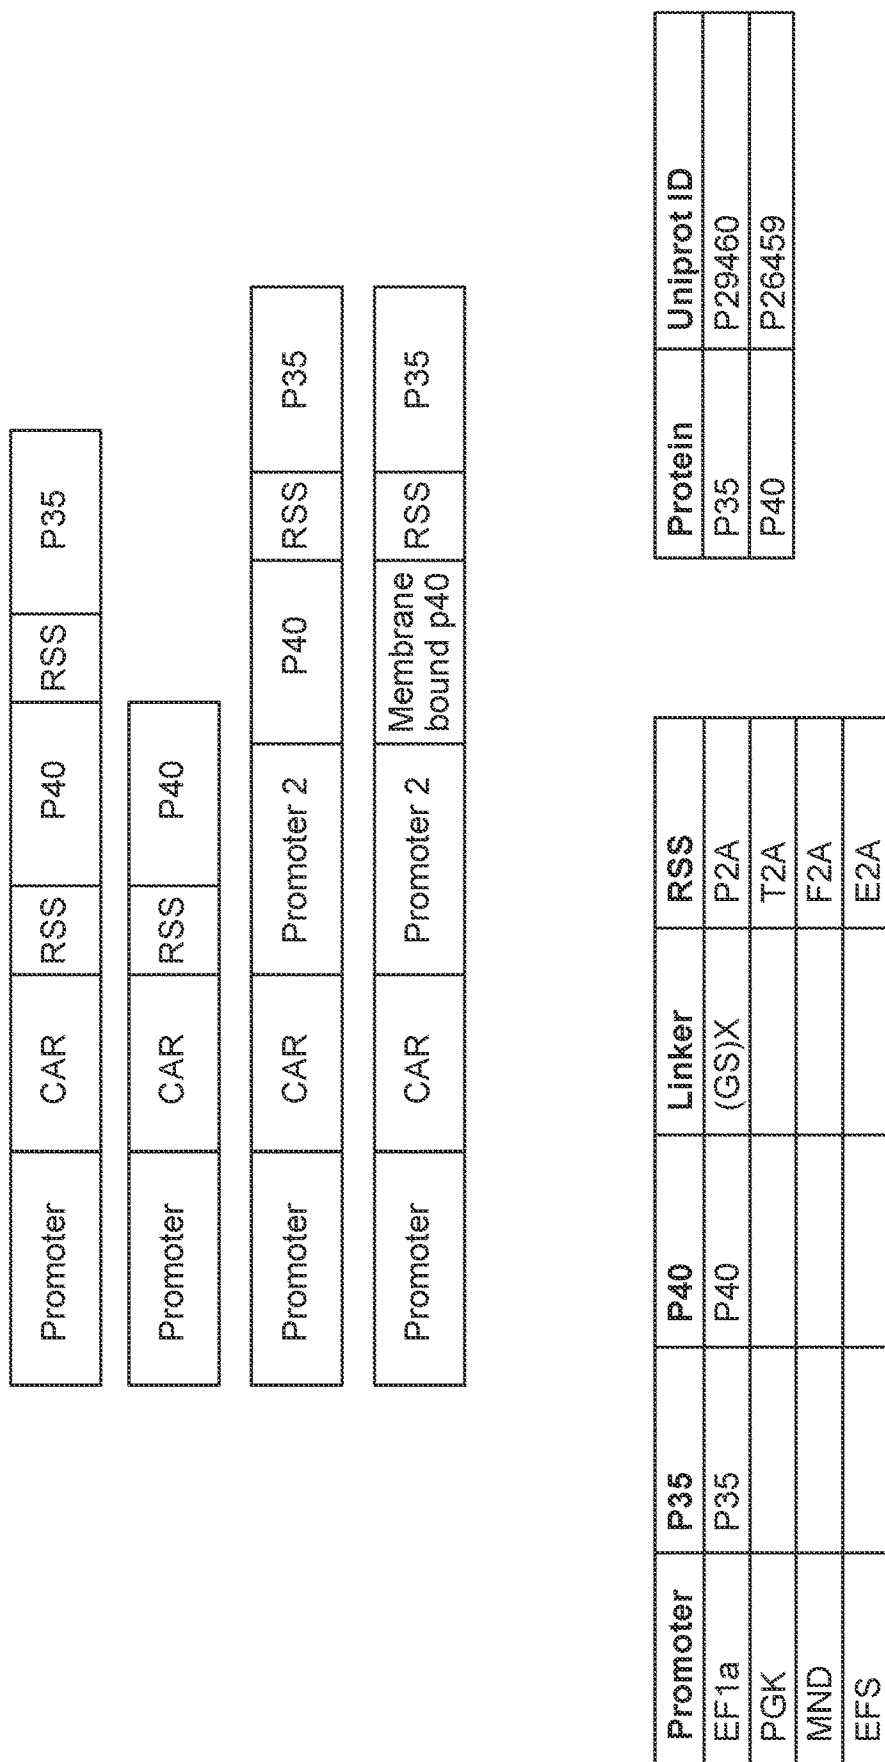 Promoter CAR RSS P40 RSS P35
Promoter CAR RSS P40
Promoter CAR Promoter 2 P40 RSS P35
Promoter CAR Promoter 2 Membrane bound p40 RSS P35
Promoter P35 P40 Linker RSS
EF1a P35 P40 (GS)X P2A
PGK T2A
MND F2A
EFS E2A
Protein Uniprot ID
P35 P29460
P40 P26459